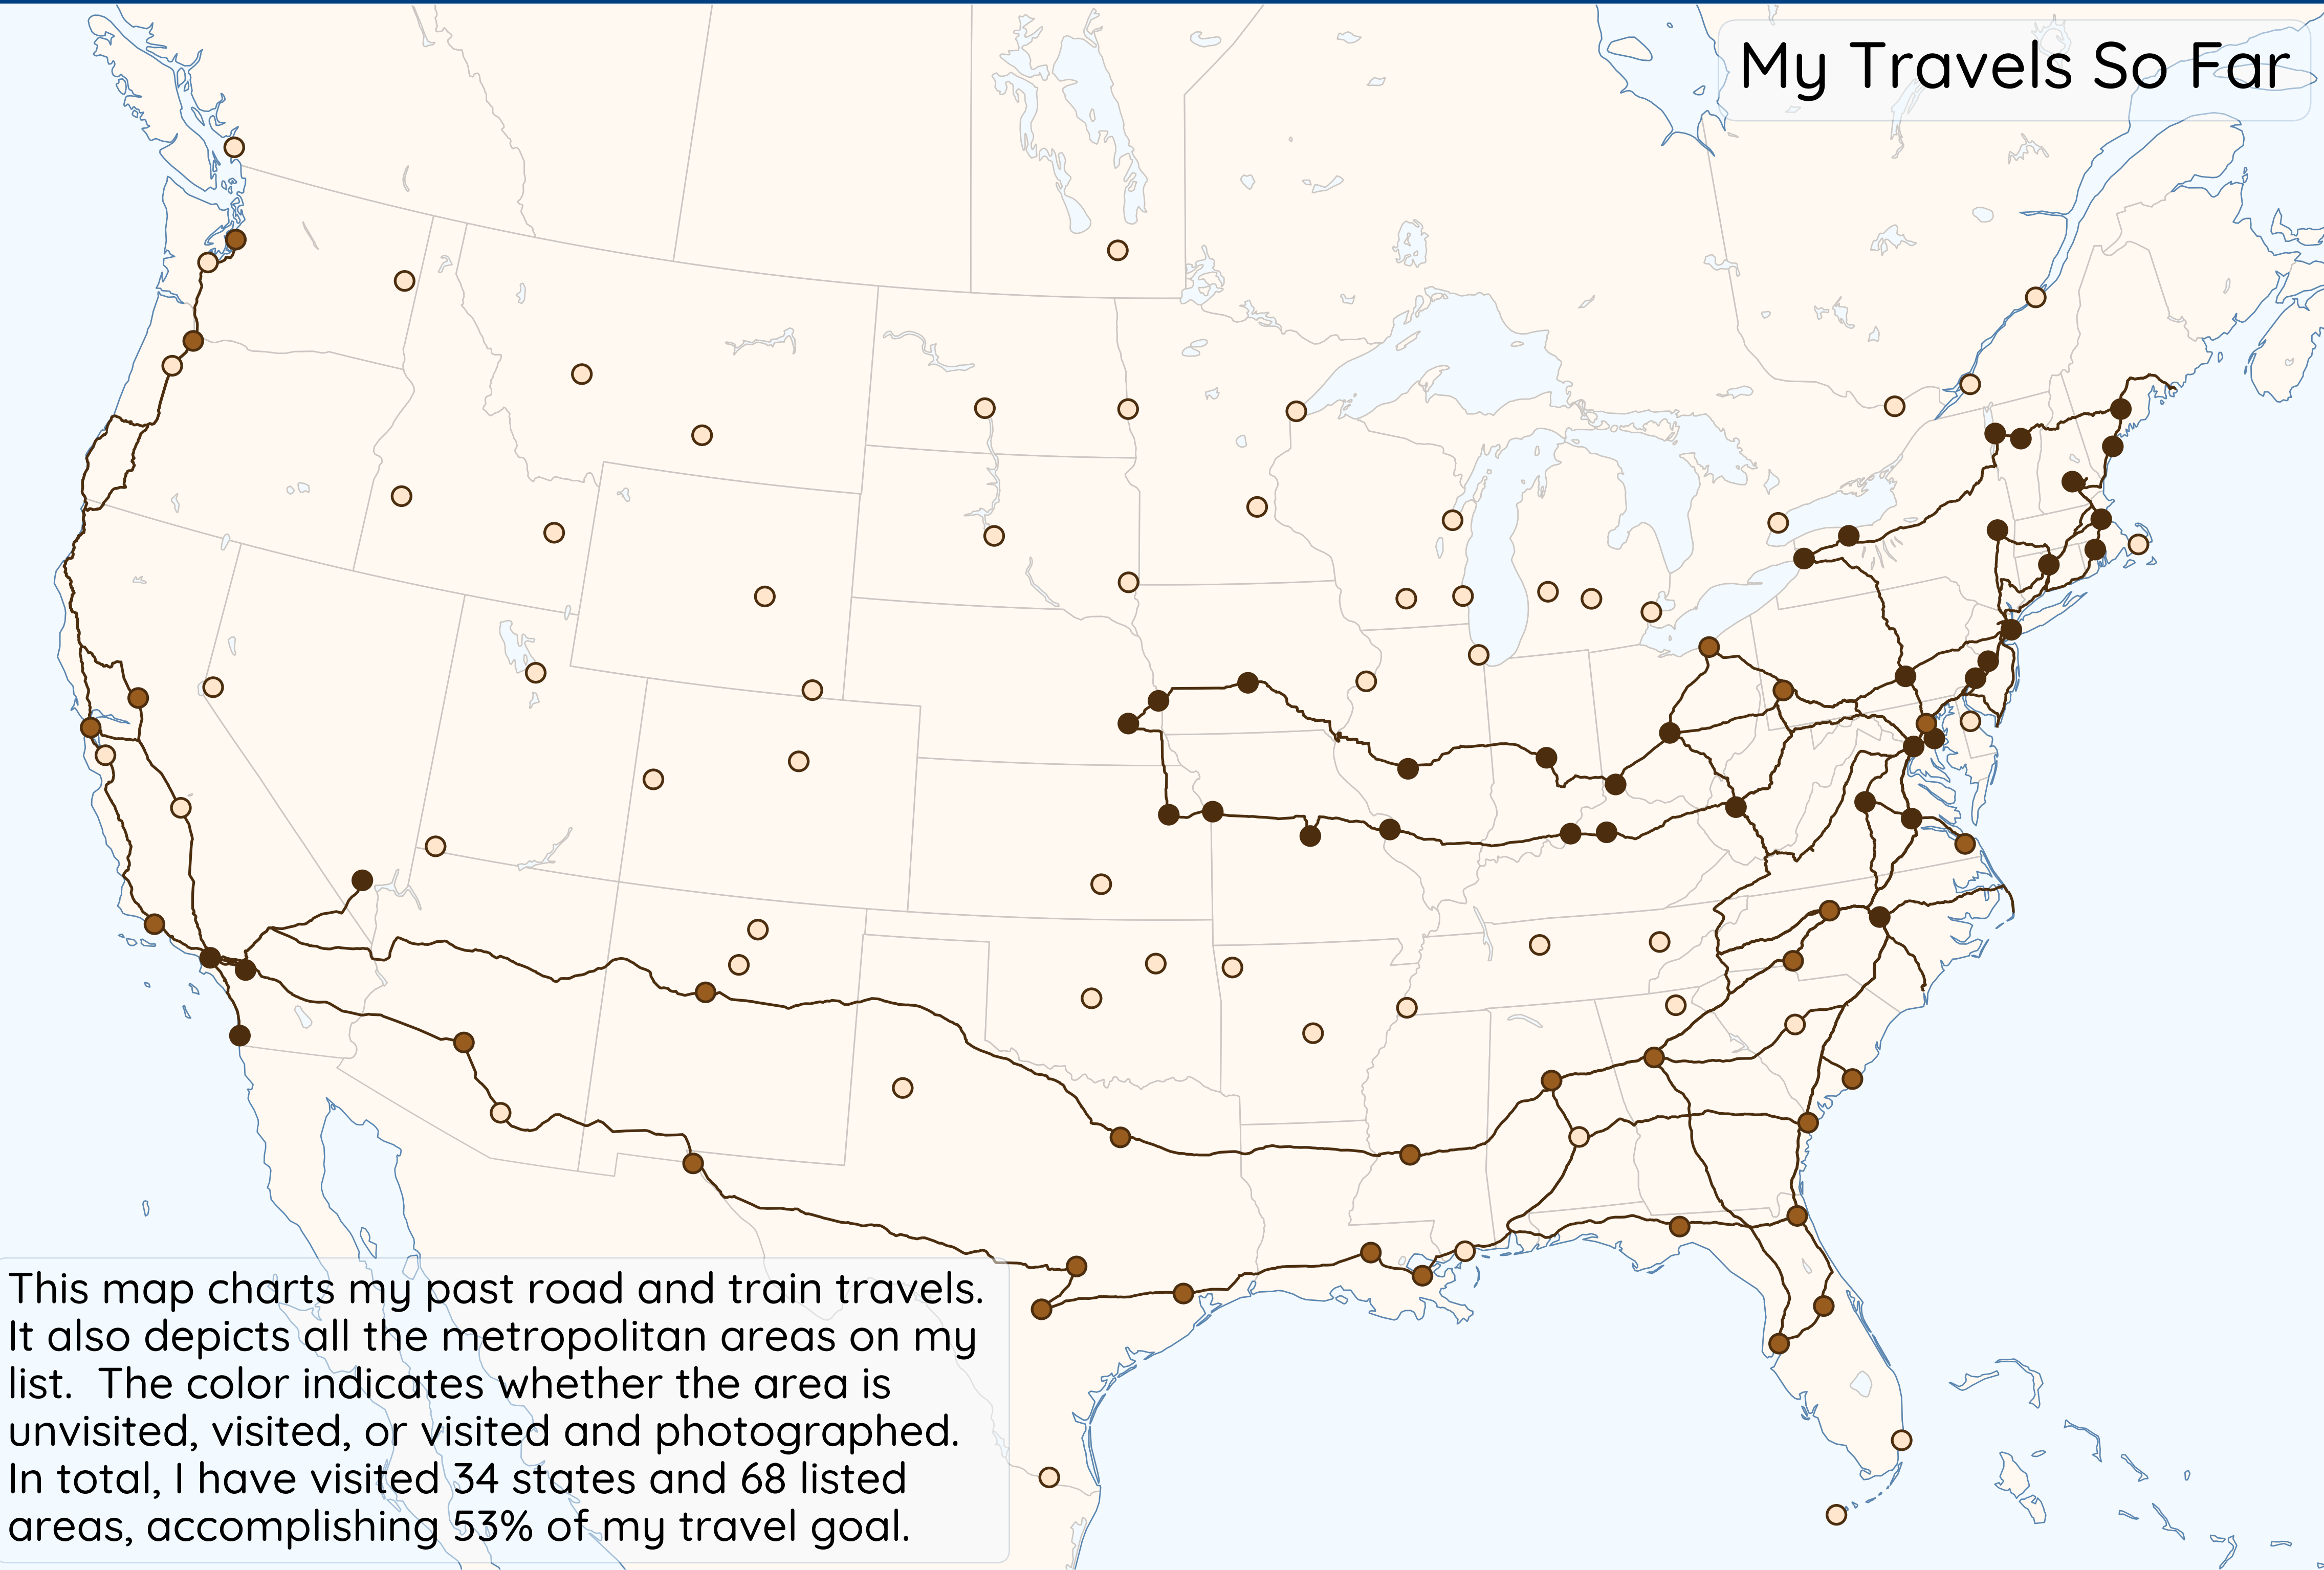 My Travels So Far
This map charts my past road and train travels.
It also depicts all the metropolitan areas on my
list.  The color indicates whether the area is
unvisited, visited, or visited and photographed.
In total, I have visited 34 states and 68 listed
areas, accomplishing 53% of my travel goal.